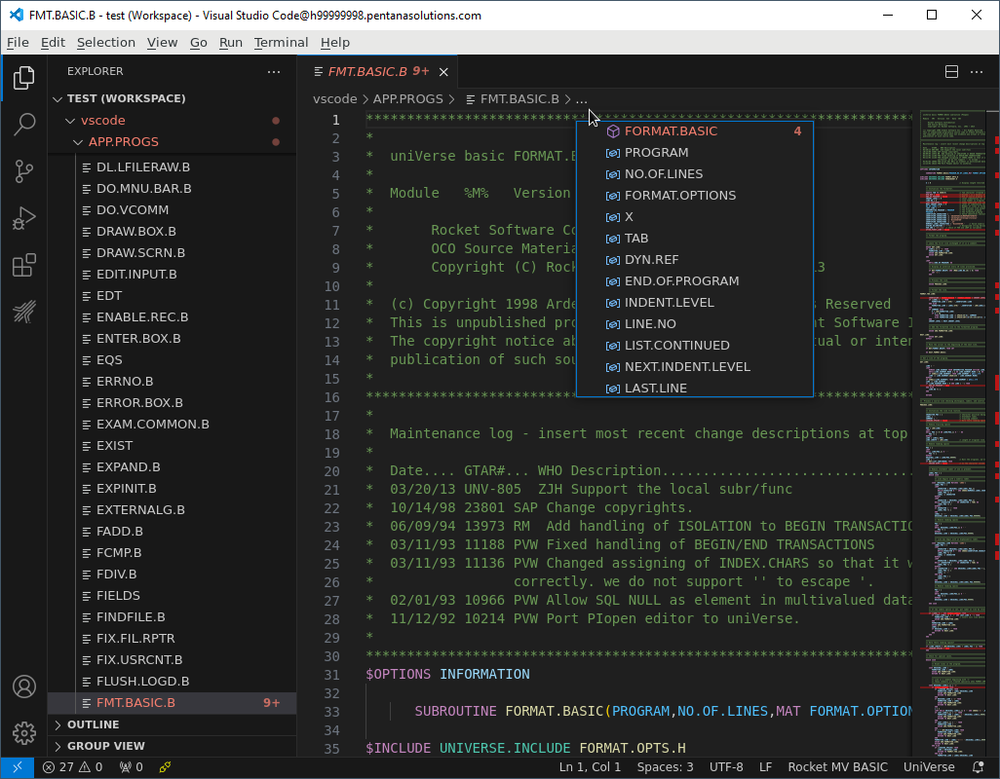 FMT.BASIC.B - test (Workspace) - Visual Studio Code@h99999998.pentanasolutions.com
File Edit Selection View Go Run Terminal Help
EXPLORER
TEST (WORKSPACE)
vscode
APP.PROGS
DL.LFILERAW.B
DO.MNU.BAR.B
DO.VCOMM
DRAW.BOX.B
DRAW.SCRN.B
EDIT.INPUT.B
EDT
ENABLE.REC.B
ENTER.BOX.B
EQS
ERRNO.B
ERROR.BOX.B
EXAM.COMMON.B
EXIST
EXPAND.B
EXPINIT.B
EXTERNALG.B
FADD.B
FCMP.B
FDIV.B
FIELDS
FINDFILE.B
FIX.FIL.RPTR
FIX.USRCNT.B
FLUSH.LOGD.B
FMT.BASIC.B 9+
OUTLINE
GROUP VIEW
FMT.BASIC.B 9+
vscode > APP.PROGS > FMT.BASIC.B > ...
FORMAT.BASIC 4
PROGRAM
NO.OF.LINES
FORMAT.OPTIONS
X
TAB
DYN.REF
END.OF.PROGRAM
INDENT.LEVEL
LINE.NO
LIST.CONTINUED
NEXT.INDENT.LEVEL
LAST.LINE
1 *******************************************************************
2 *
3 * uniVerse basic FORMAT.B
4 *
5 * Module %M% Version
6 *
7 * Rocket Software Co
8 * OCO Source Materia
9 * Copyright (C) Rock 3
10 *
11 * (c) Copyright 1998 Arde s Reserved
12 * This is unpublished pro t Software I
13 * The copyright notice ab tual or inten
14 * publication of such sou
15 *
16 *******************************************************************
17 *
18 * Maintenance log - insert most recent change descriptions at top
19 *
20 * Date.... GTAR#... WHO Description...............................
21 * 03/20/13 UNV-805 ZJH Support the local subr/func
22 * 10/14/98 23801 SAP Change copyrights.
23 * 06/09/94 13973 RM Add handling of ISOLATION to BEGIN TRANSACTIO
24 * 03/11/93 11188 PVW Fixed handling of BEGIN/END TRANSACTIONS
25 * 03/11/93 11136 PVW Changed assigning of INDEX.CHARS so that it w
26 * correctly. we do not support '' to escape '.
27 * 02/01/93 10966 PVW Allow SQL NULL as element in multivalued data
28 * 11/12/92 10214 PVW Port PIopen editor to uniVerse.
29 *
30 *******************************************************************
31 $OPTIONS INFORMATION
32
33 SUBROUTINE FORMAT.BASIC(PROGRAM,NO.OF.LINES,MAT FORMAT.OPTION
34
35 $INCLUDE UNIVERSE.INCLUDE FORMAT.OPTS.H
27 0 0 Ln 1, Col 1 Spaces: 3 UTF-8 LF Rocket MV BASIC UniVerse